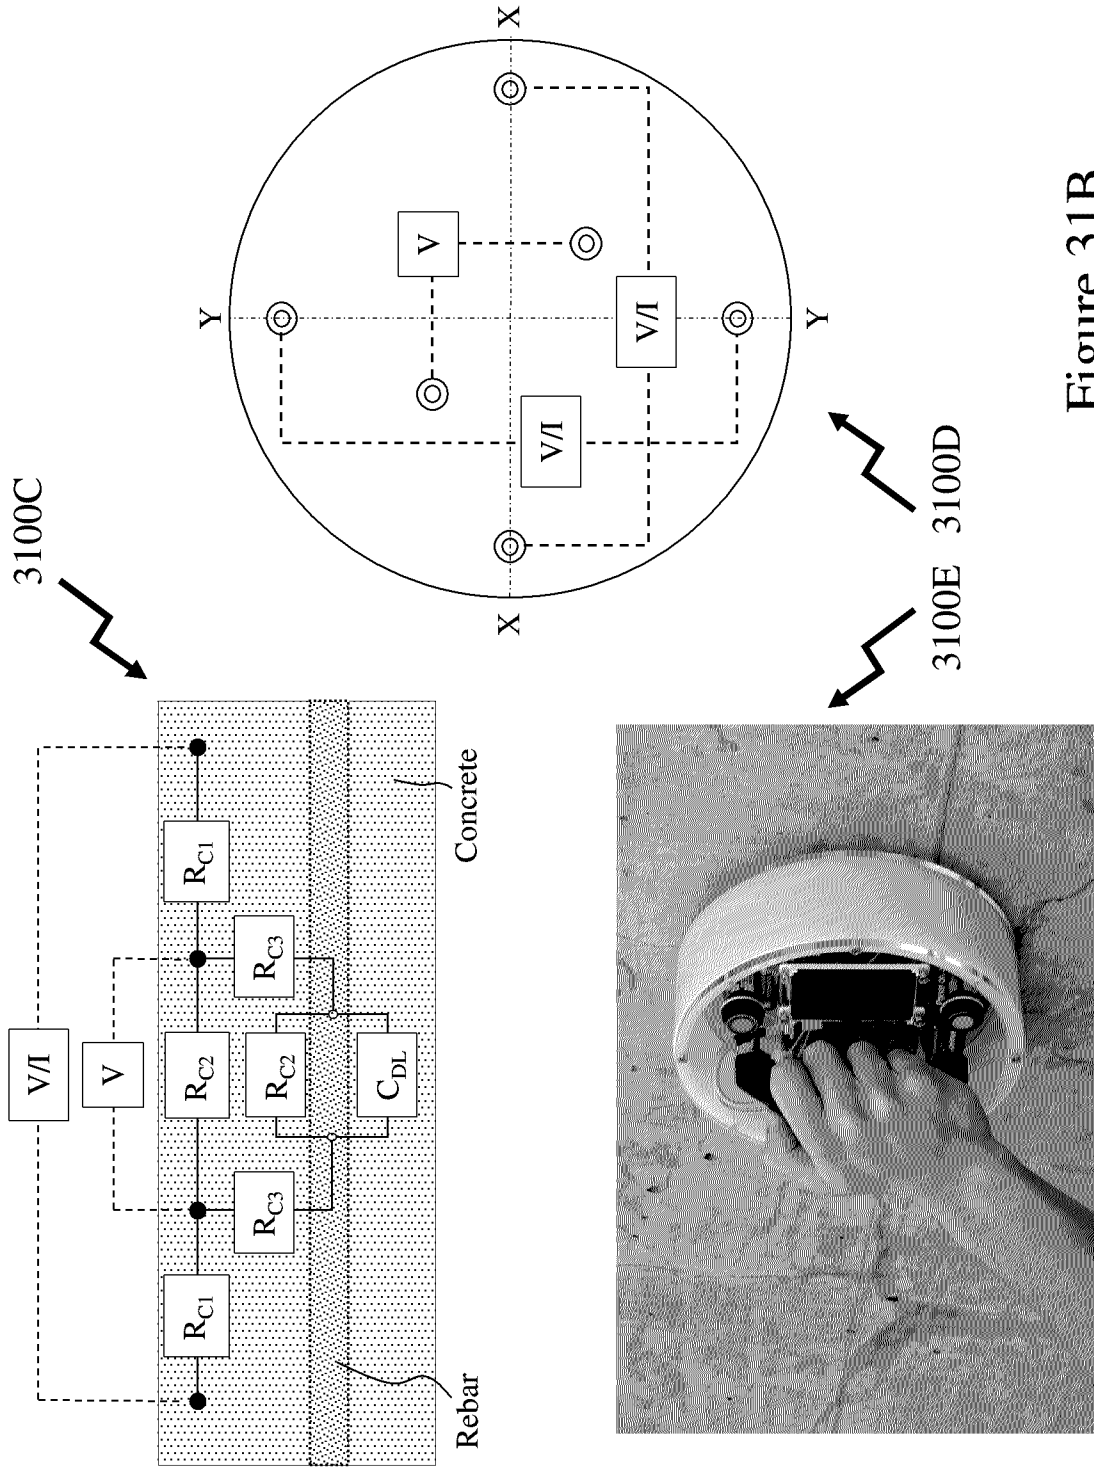 3100C
V/I
V
R_C1
R_C2
R_C1
R_C3
R_C3
R_C2
C_DL
Rebar
Concrete
Y
X
X
Y
V
V/I
V/I
3100E
3100D
Figure 31B